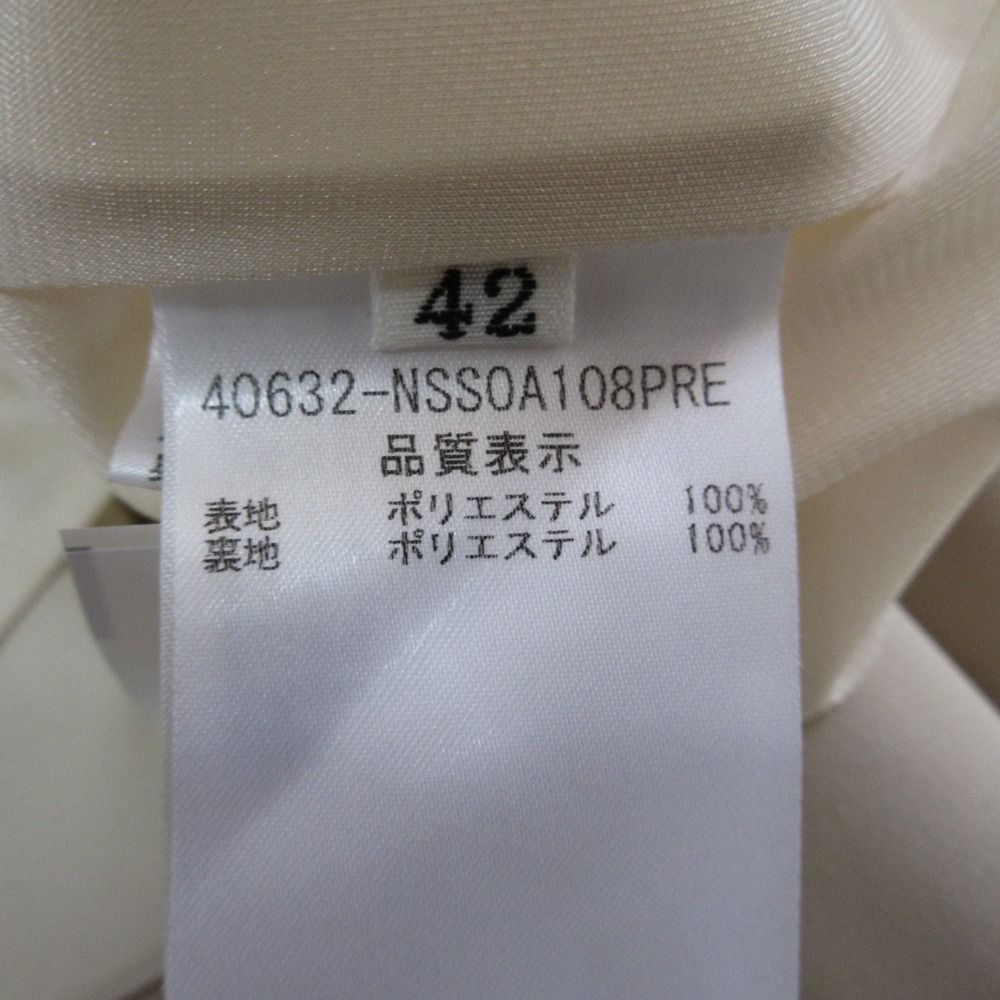 42
40632-NSSOA108PRE
品質表示
表地 ポリエステル 100%
裏地 ポリエステル 100%